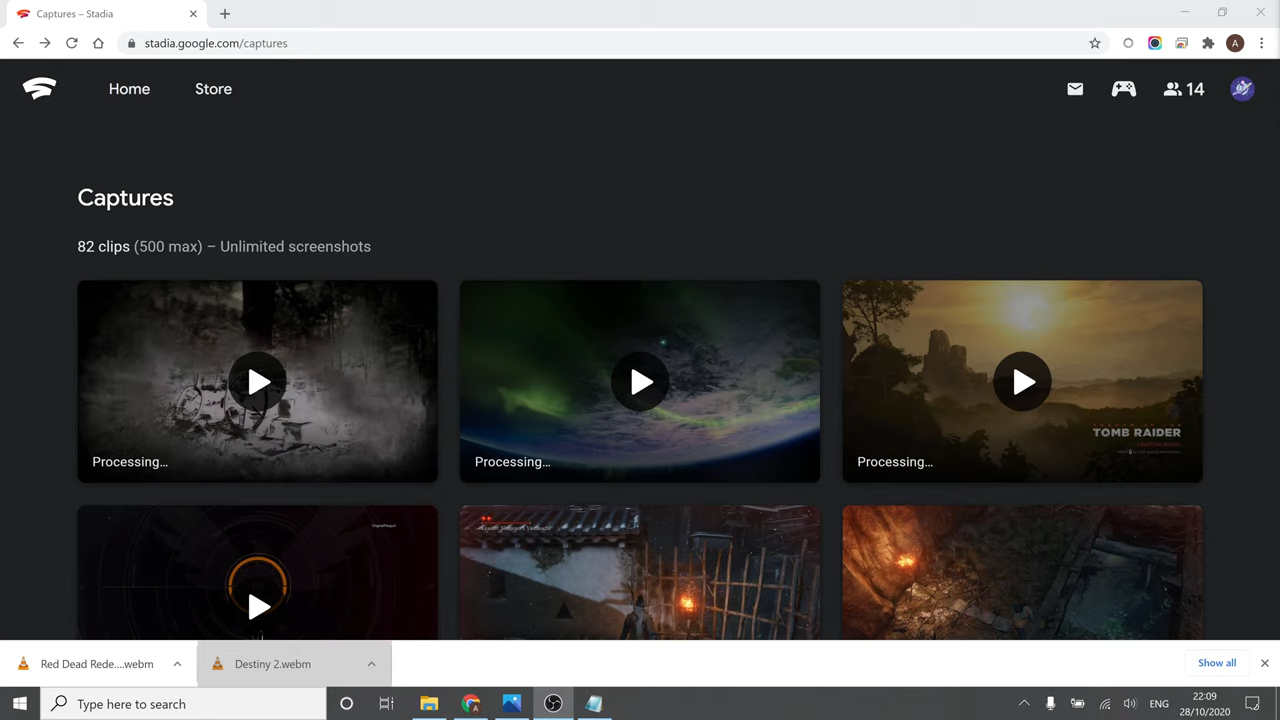 Captures – Stadia
stadia.google.com/captures
A
Home
Store
14
Captures
82 clips (500 max) – Unlimited screenshots
Processing...
Processing...
TOMB RAIDER
Processing...
Red Dead Rede....webm
Destiny 2.webm
Show all
Type here to search
ENG
22:09
28/10/2020